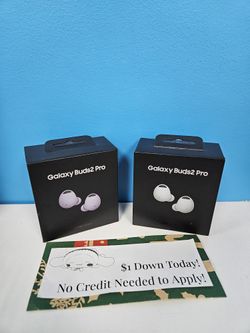 Galaxy Buds2 Pro
Galaxy Buds2 Pro
$1 Down Today!
No Credit Needed to Apply!